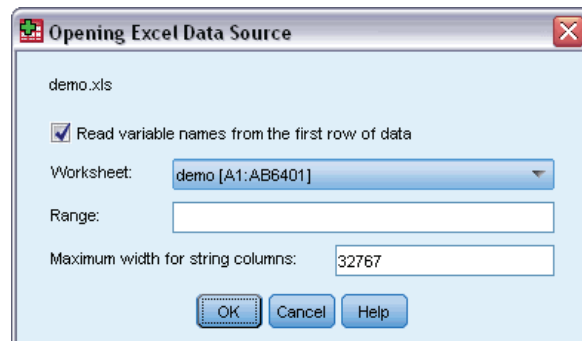 Opening Excel Data Source
demo.xls
Read variable names from the first row of data
Worksheet: demo [A1:AB6401]
Range:
Maximum width for string columns: 32767
OK Cancel Help